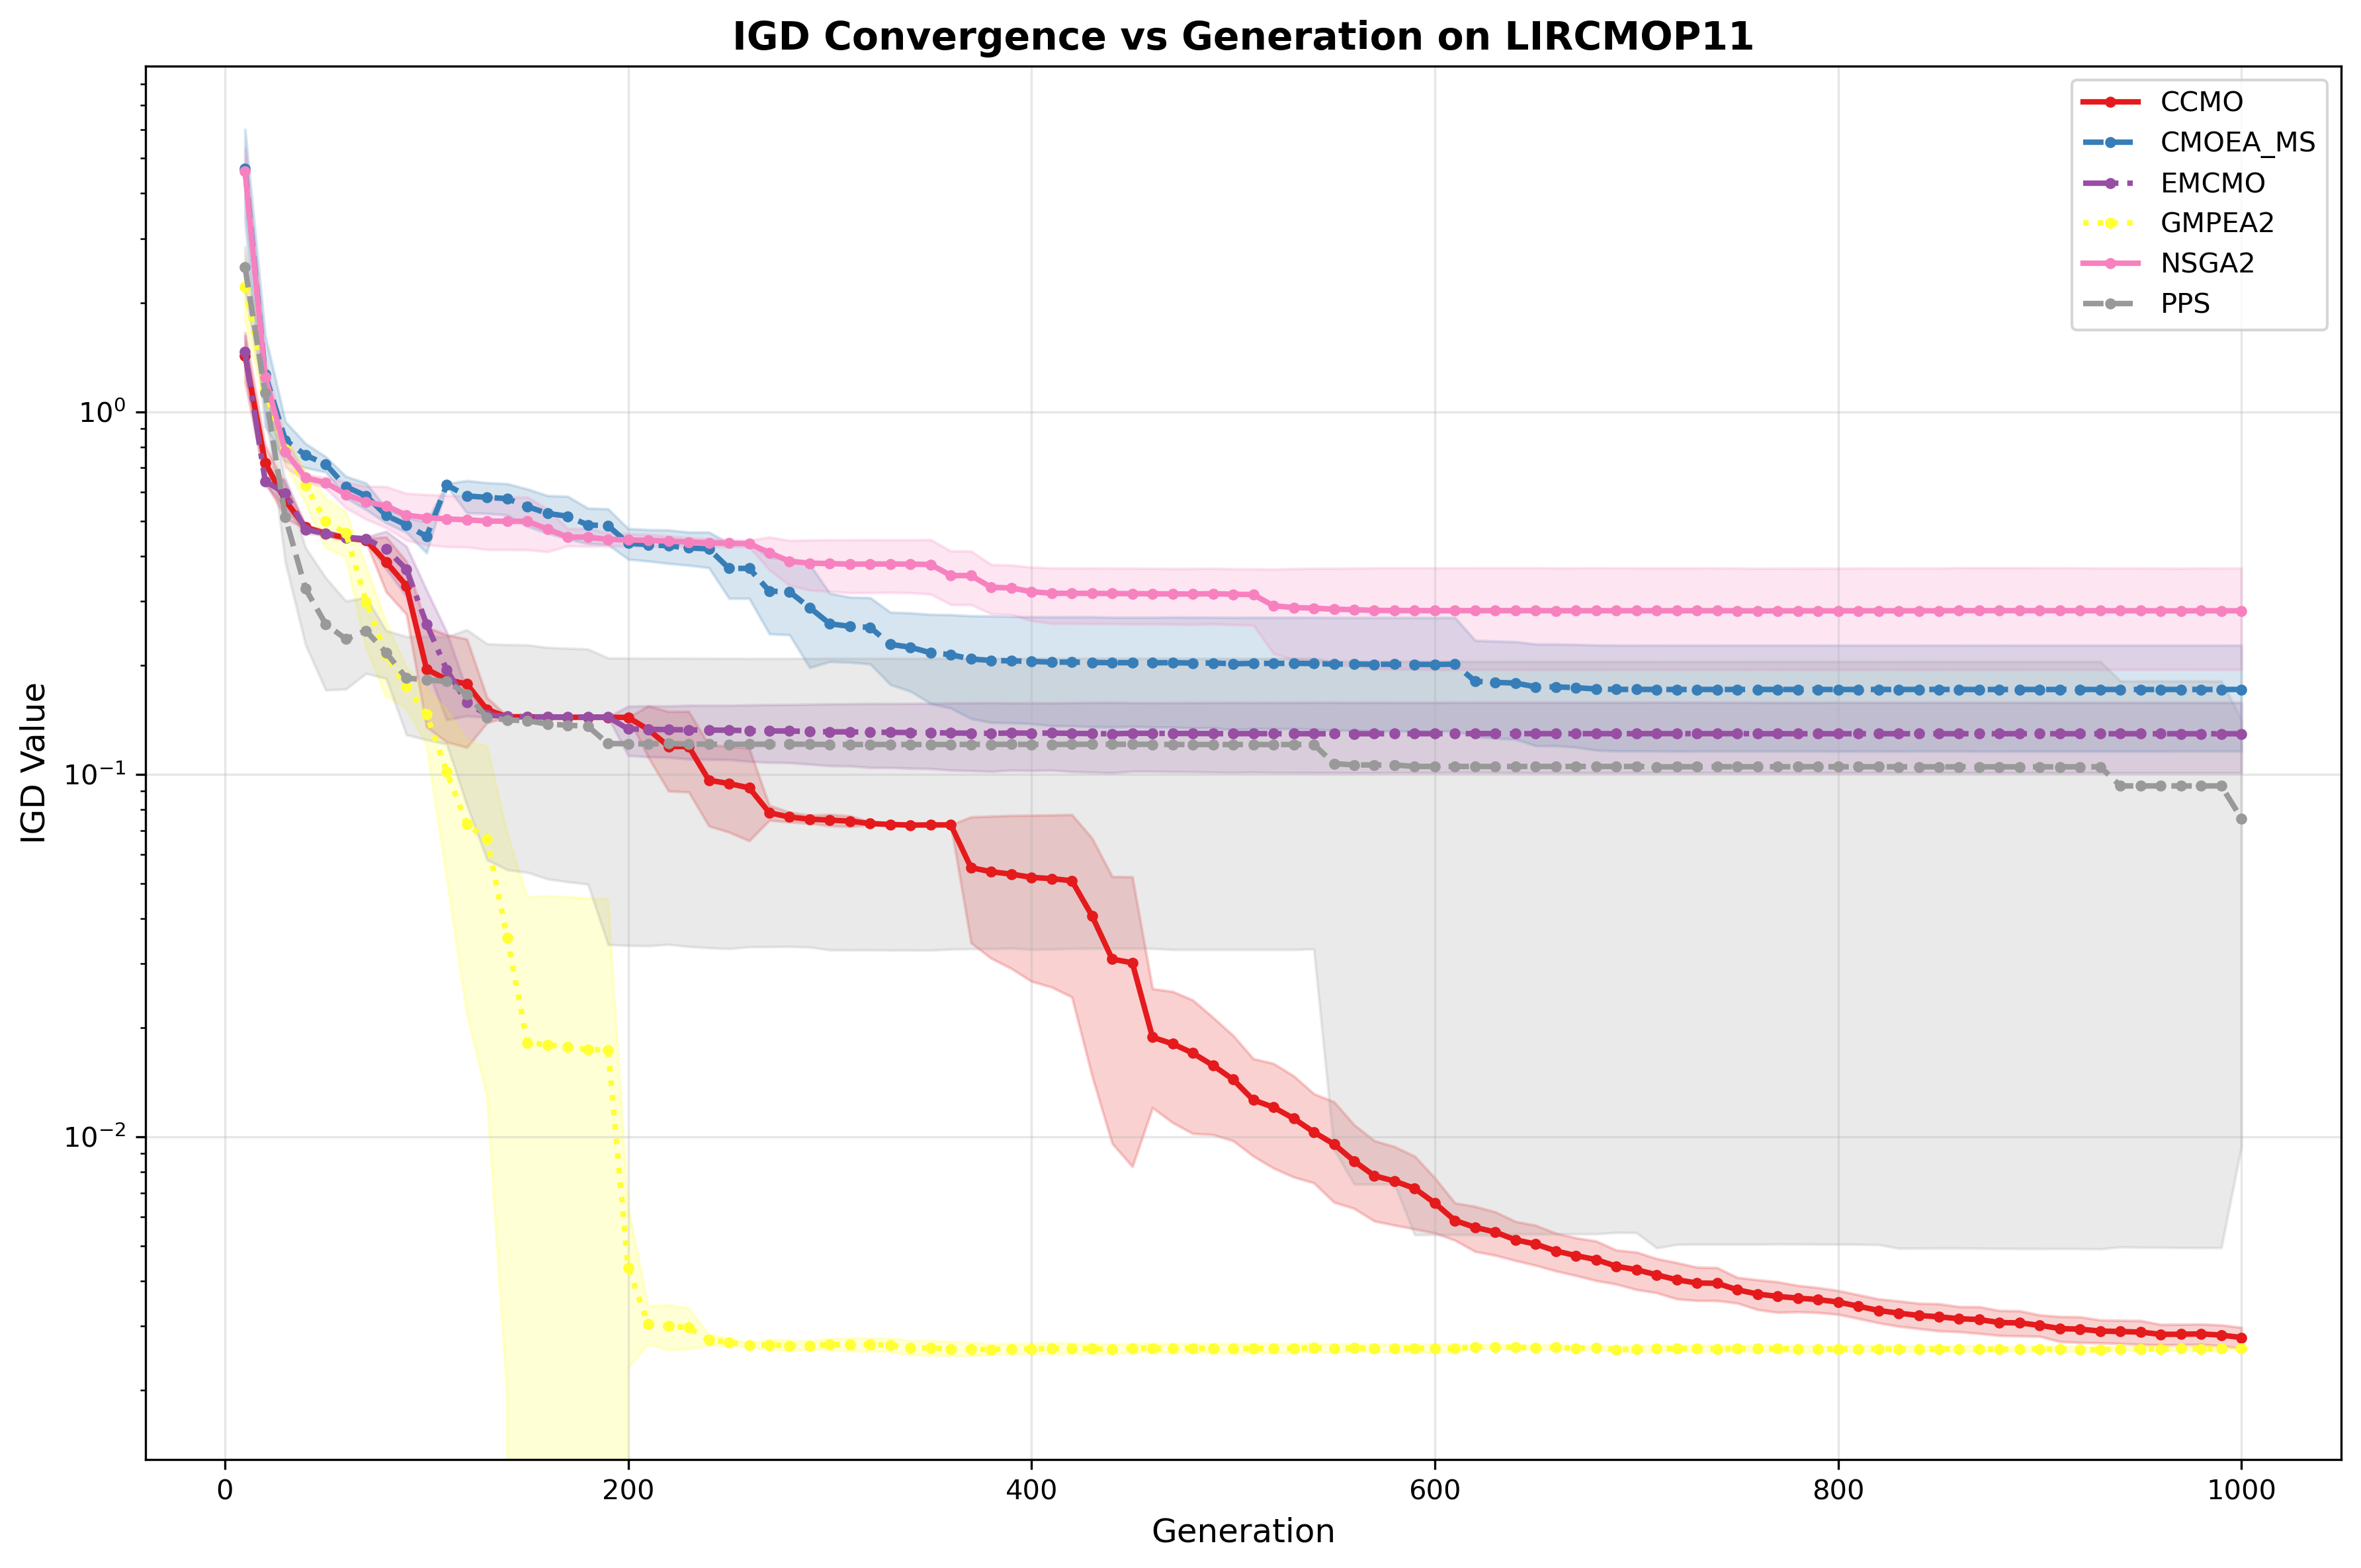 IGD Convergence vs Generation on LIRCMOP11
CCMO
CMOEA_MS
EMCMO
GMPEA2
NSGA2
PPS
IGD Value
10⁰
10⁻¹
10⁻²
0
200
400
600
800
1000
Generation